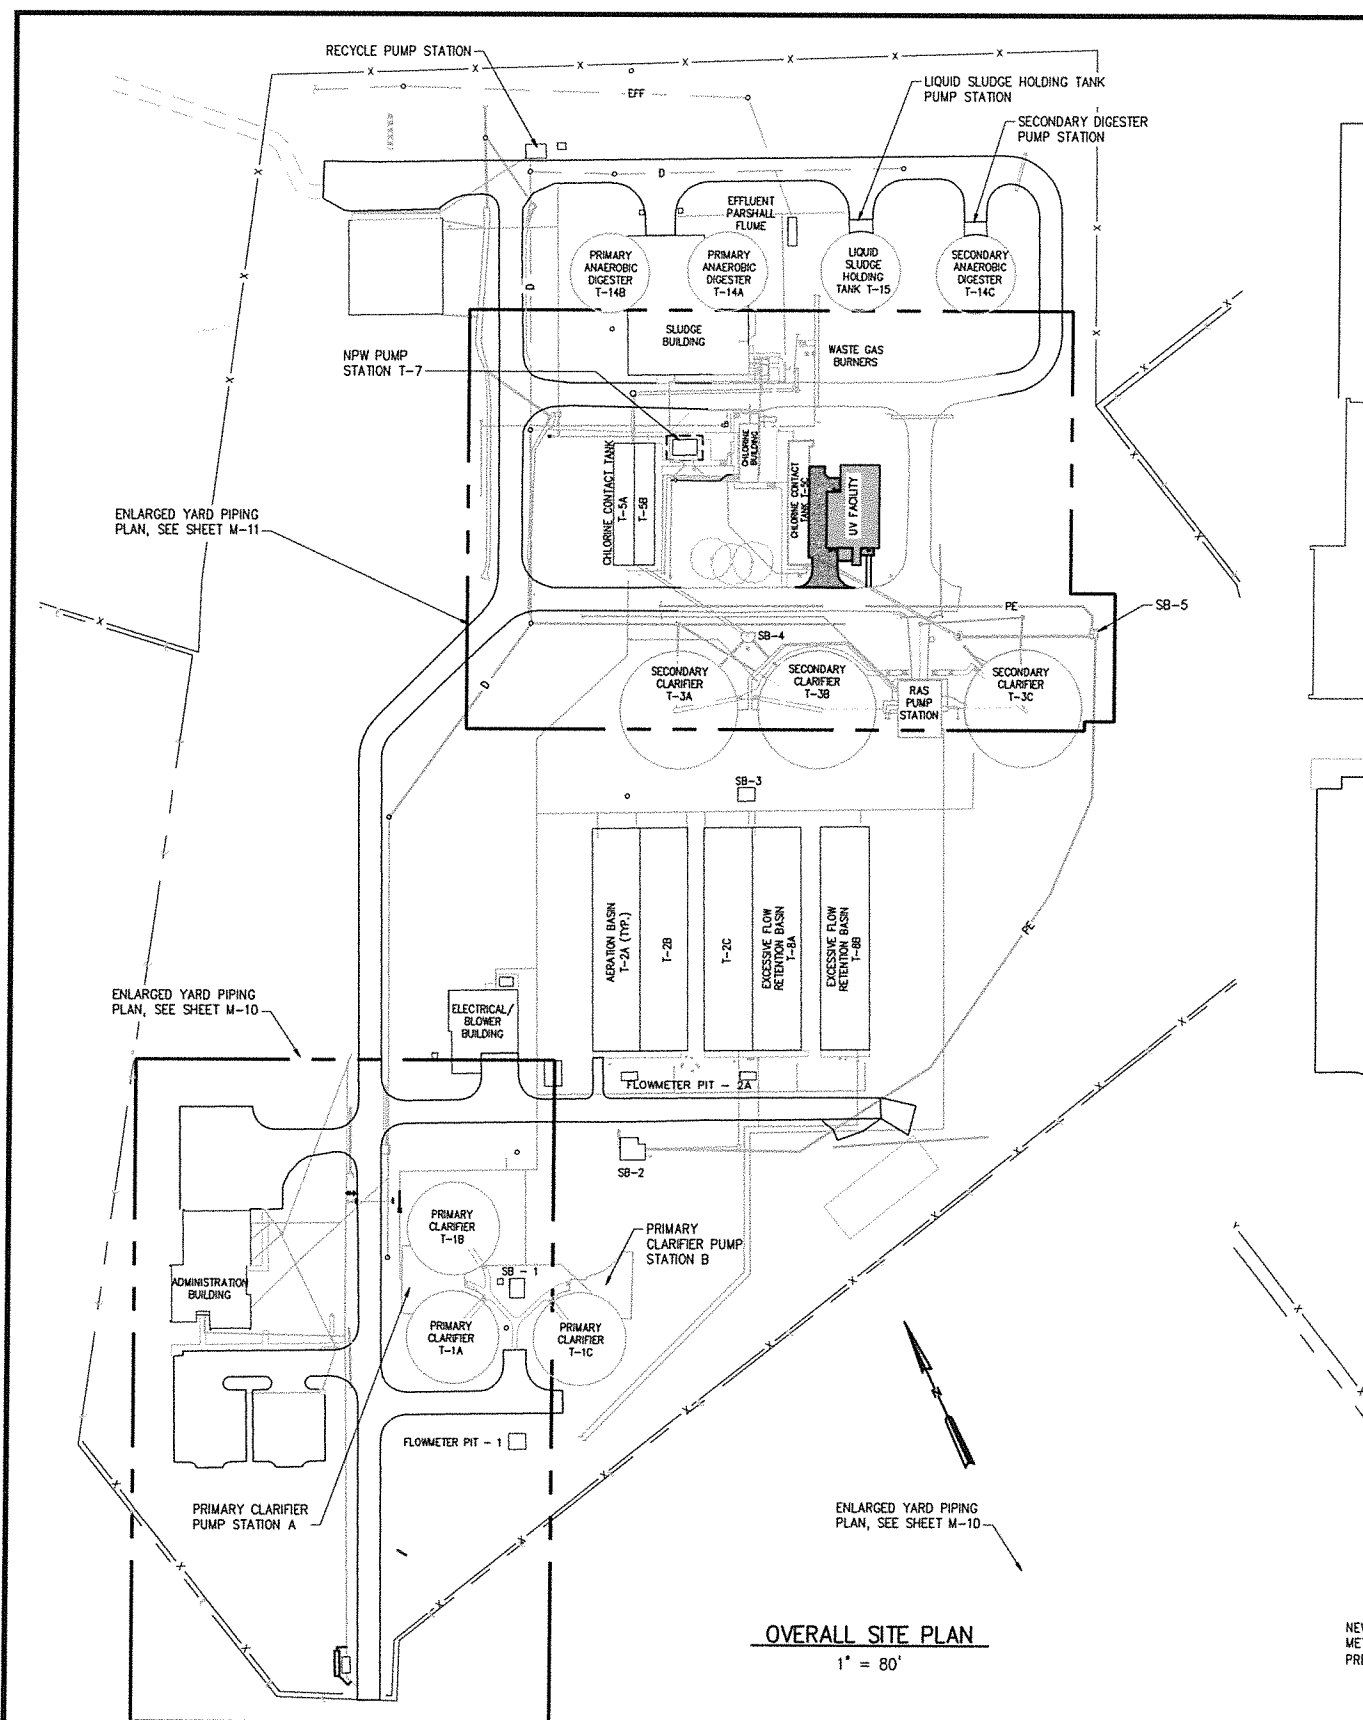 RECYCLE PUMP STATION
LIQUID SLUDGE HOLDING TANK
PUMP STATION
EFF
SECONDARY DIGESTER
PUMP STATION
D
EFFLUENT
PARSHALL
FLUME
PRIMARY
ANAEROBIC
DIGESTER
T-14B
PRIMARY
ANAEROBIC
DIGESTER
T-14A
LIQUID
SLUDGE
HOLDING
TANK T-15
SECONDARY
ANAEROBIC
DIGESTER
T-14C
D
SLUDGE
BUILDING
WASTE GAS
BURNERS
NPW PUMP
STATION T-7
CHLORINE CONTACT TANK
T-5A
T-5B
CHLORINE
BUILDING
CHLORINE CONTACT
TANK T-5C
UV FACILITY
ENLARGED YARD PIPING
PLAN, SEE SHEET M-11
PE
SB-5
SB-4
SECONDARY
CLARIFIER
T-3A
SECONDARY
CLARIFIER
T-3B
RAS
PUMP
STATION
SECONDARY
CLARIFIER
T-3C
D
SB-3
AERATION BASIN
T-2A (TYP.)
T-2B
T-2C
EXCESSIVE FLOW
RETENTION BASIN
T-8A
EXCESSIVE FLOW
RETENTION BASIN
T-8B
PE
ENLARGED YARD PIPING
PLAN, SEE SHEET M-10
ELECTRICAL/
BLOWER
BUILDING
FLOWMETER PIT - 2A
SB-2
PRIMARY
CLARIFIER
T-1B
PRIMARY
CLARIFIER PUMP
STATION B
SB - 1
ADMINISTRATION
BUILDING
PRIMARY
CLARIFIER
T-1A
PRIMARY
CLARIFIER
T-1C
N
FLOWMETER PIT - 1
PRIMARY CLARIFIER
PUMP STATION A
ENLARGED YARD PIPING
PLAN, SEE SHEET M-10
OVERALL SITE PLAN
1" = 80'
NEW
ME
PRE